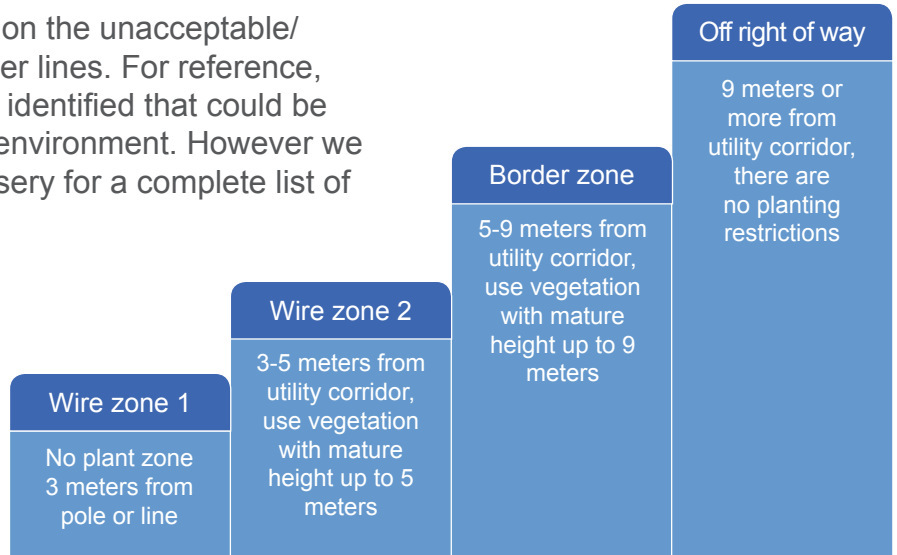 on the unacceptable/
er lines. For reference,
identified that could be
environment. However we
sery for a complete list of
Wire zone 1
No plant zone
3 meters from
pole or line
Wire zone 2
3-5 meters from
utility corridor,
use vegetation
with mature
height up to 5
meters
Border zone
5-9 meters from
utility corridor,
use vegetation
with mature
height up to 9
meters
Off right of way
9 meters or
more from
utility corridor,
there are
no planting
restrictions